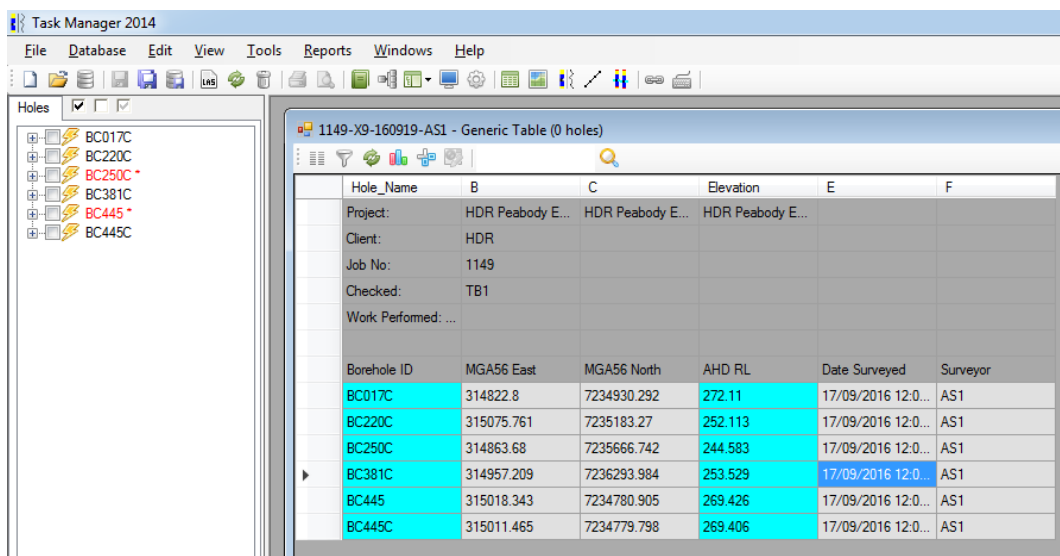 Task Manager 2014
File Database Edit View Tools Reports Windows Help
LAS
Holes
BC017C
BC220C
BC250C *
BC381C
BC445 *
BC445C
1149-X9-160919-AS1 - Generic Table (0 holes)
Hole_Name B C Elevation E F
Project: HDR Peabody E... HDR Peabody E... HDR Peabody E...
Client: HDR
Job No: 1149
Checked: TB1
Work Performed: ...
Borehole ID MGA56 East MGA56 North AHD RL Date Surveyed Surveyor
BC017C 314822.8 7234930.292 272.11 17/09/2016 12:0... AS1
BC220C 315075.761 7235183.27 252.113 17/09/2016 12:0... AS1
BC250C 314863.68 7235666.742 244.583 17/09/2016 12:0... AS1
BC381C 314957.209 7236293.984 253.529 17/09/2016 12:0... AS1
BC445 315018.343 7234780.905 269.426 17/09/2016 12:0... AS1
BC445C 315011.465 7234779.798 269.406 17/09/2016 12:0... AS1